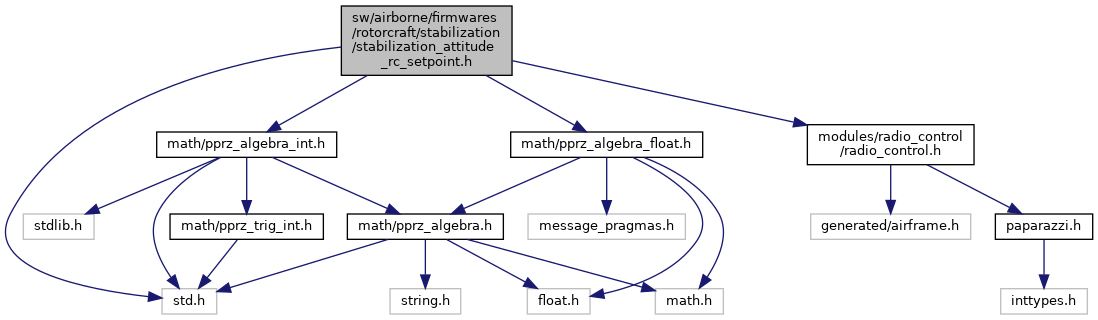 sw/airborne/firmwares
/rotorcraft/stabilization
/stabilization_attitude
_rc_setpoint.h
math/pprz_algebra_int.h
math/pprz_algebra_float.h
modules/radio_control
/radio_control.h
stdlib.h
math/pprz_trig_int.h
math/pprz_algebra.h
message_pragmas.h
generated/airframe.h
paparazzi.h
std.h
string.h
float.h
math.h
inttypes.h